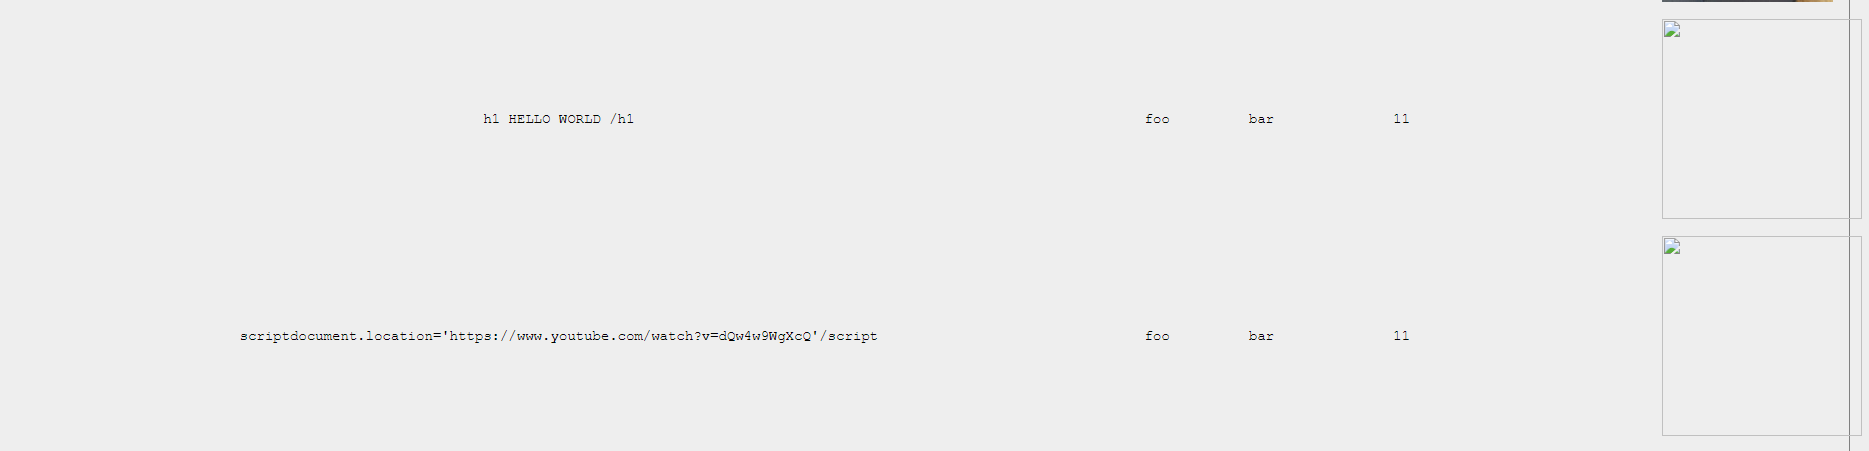 h1 HELLO WORLD /h1 foo bar 11
scriptdocument.location='https://www.youtube.com/watch?v=dQw4w9WgXcQ'/script foo bar 11